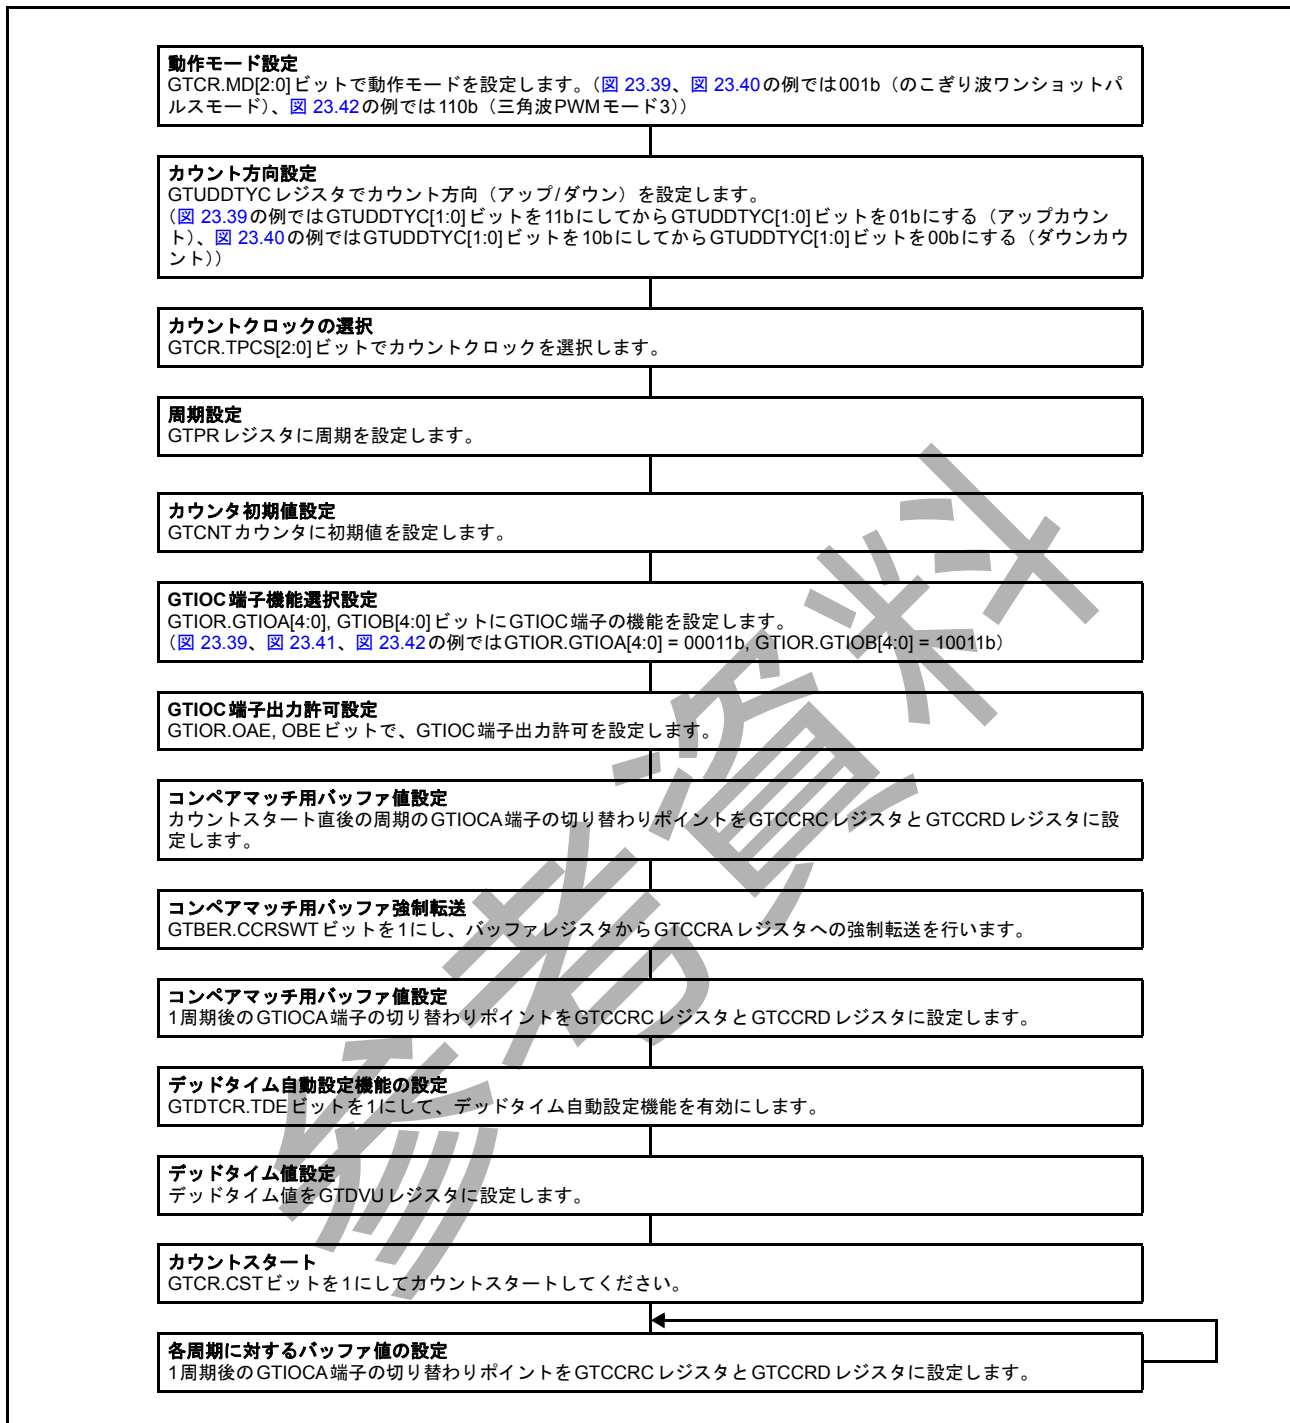 動作モード設定
GTCR.MD[2:0]ビットで動作モードを設定します。（図 23.39、図 23.40の例では001b（のこぎり波ワンショットパ
ルスモード）、図 23.42の例では110b（三角波PWMモード3））
カウント方向設定
GTUDDTYCレジスタでカウント方向（アップ/ダウン）を設定します。
（図 23.39の例ではGTUDDTYC[1:0]ビットを11bにしてからGTUDDTYC[1:0]ビットを01bにする（アップカウン
ト）、図 23.40の例ではGTUDDTYC[1:0]ビットを10bにしてからGTUDDTYC[1:0]ビットを00bにする（ダウンカウ
ント））
カウントクロックの選択
GTCR.TPCS[2:0]ビットでカウントクロックを選択します。
周期設定
GTPRレジスタに周期を設定します。
カウンタ初期値設定
GTCNTカウンタに初期値を設定します。
GTIOC端子機能選択設定
GTIOR.GTIOA[4:0], GTIOB[4:0]ビットにGTIOC端子の機能を設定します。
（図 23.39、図 23.41、図 23.42の例ではGTIOR.GTIOA[4:0] = 00011b, GTIOR.GTIOB[4:0] = 10011b）
GTIOC端子出力許可設定
GTIOR.OAE, OBEビットで、GTIOC端子出力許可を設定します。
コンペアマッチ用バッファ値設定
カウントスタート直後の周期のGTIOCA端子の切り替わりポイントをGTCCRCレジスタとGTCCRDレジスタに設
定します。
コンペアマッチ用バッファ強制転送
GTBER.CCRSWTビットを1にし、バッファレジスタからGTCCRAレジスタへの強制転送を行います。
コンペアマッチ用バッファ値設定
1周期後のGTIOCA端子の切り替わりポイントをGTCCRCレジスタとGTCCRDレジスタに設定します。
デッドタイム自動設定機能の設定
GTDTCR.TDEビットを1にして、デッドタイム自動設定機能を有効にします。
デッドタイム値設定
デッドタイム値をGTDVUレジスタに設定します。
カウントスタート
GTCR.CSTビットを1にしてカウントスタートしてください。
各周期に対するバッファ値の設定
1周期後のGTIOCA端子の切り替わりポイントをGTCCRCレジスタとGTCCRDレジスタに設定します。
参考資料